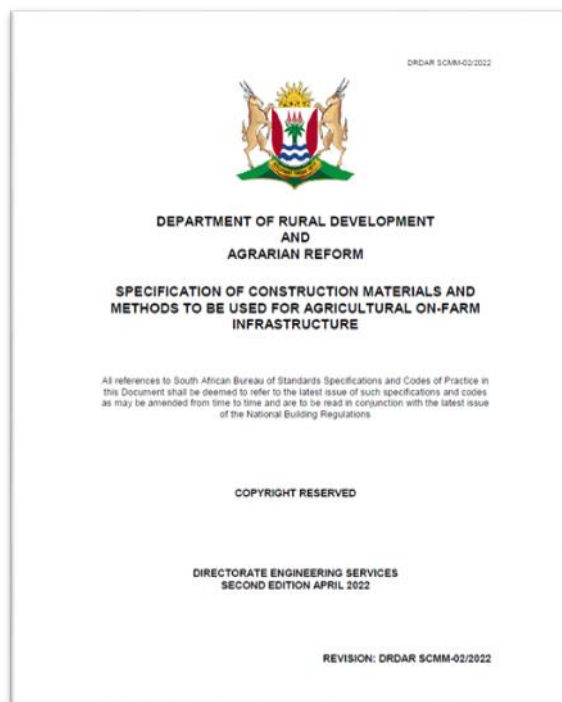 DRDAR SCMM-02/2022
DEPARTMENT OF RURAL DEVELOPMENT
AND
AGRARIAN REFORM
SPECIFICATION OF CONSTRUCTION MATERIALS AND
METHODS TO BE USED FOR AGRICULTURAL ON-FARM
INFRASTRUCTURE
All references to South African Bureau of Standards Specifications and Codes of Practice in
this Document shall be deemed to refer to the latest issue of such specifications and codes
as may be amended from time to time and are to be read in conjunction with the latest issue
of the National Building Regulations
COPYRIGHT RESERVED
DIRECTORATE ENGINEERING SERVICES
SECOND EDITION APRIL 2022
REVISION: DRDAR SCMM-02/2022